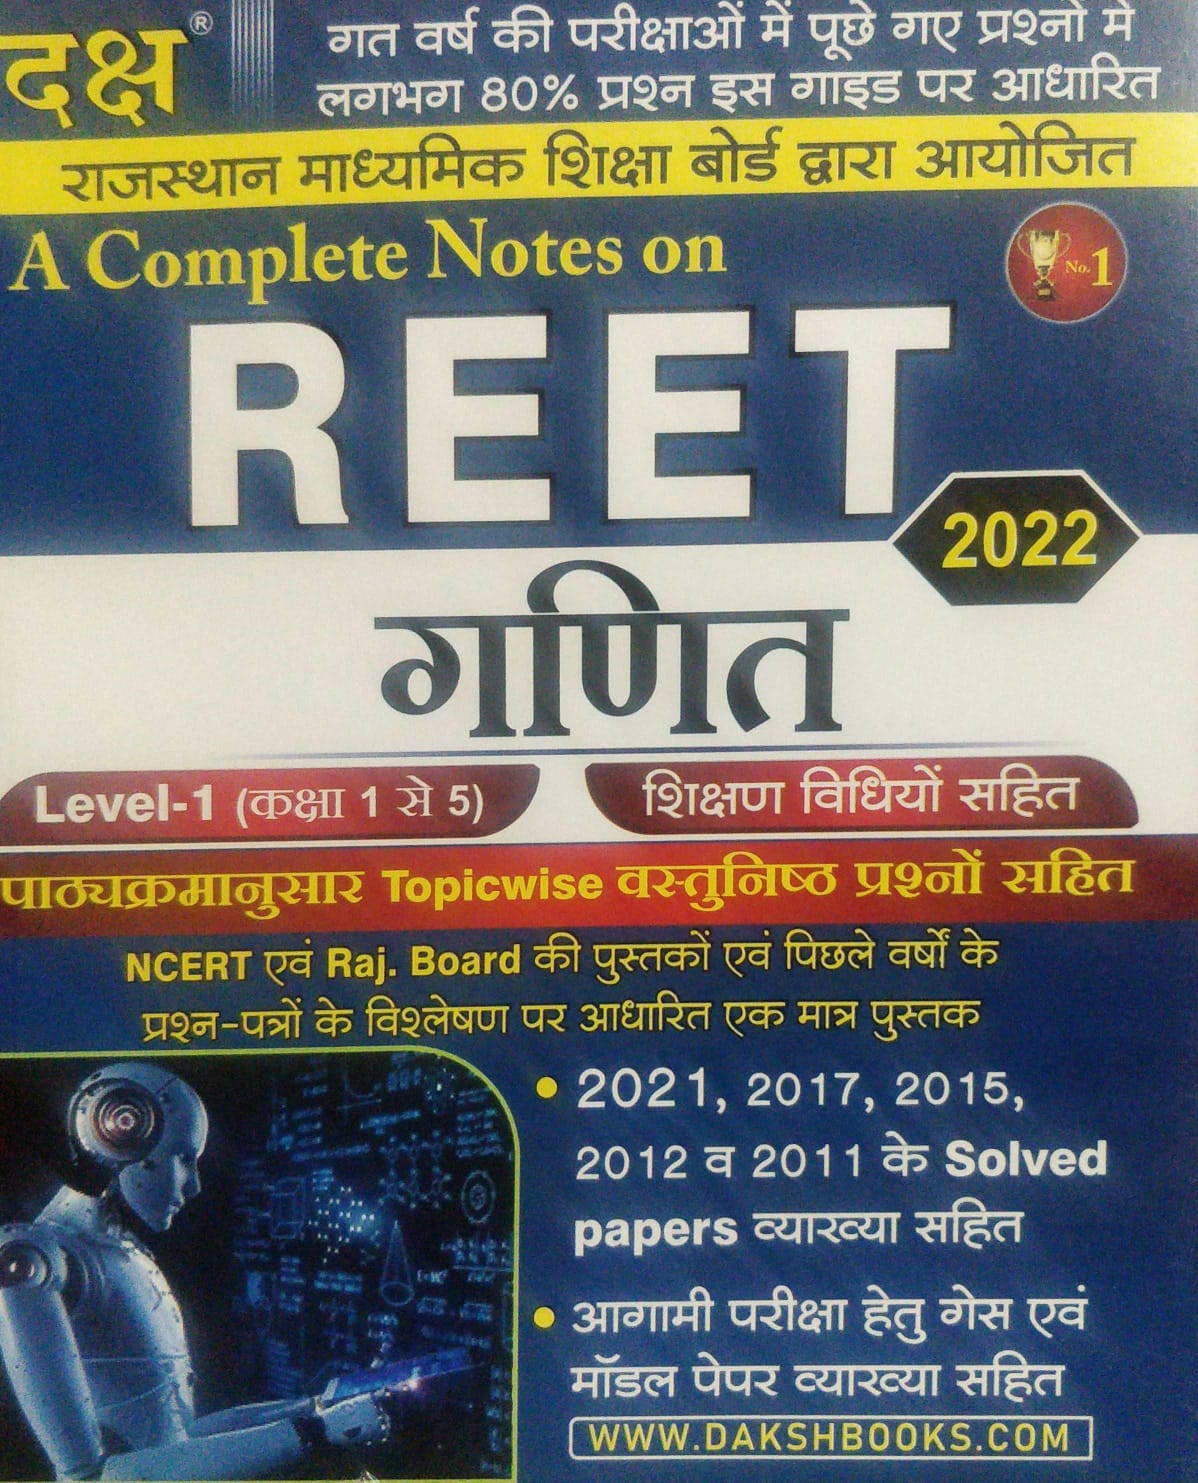 दक्ष®
गत वर्ष की परीक्षाओं में पूछे गए प्रश्नों में
लगभग 80% प्रश्न इस गाइड पर आधारित
राजस्थान माध्यमिक शिक्षा बोर्ड द्वारा आयोजित
A Complete Notes on
No.1
REET
2022
गणित
Level-1 (कक्षा 1 से 5)
शिक्षण विधियों सहित
पाठ्यक्रमानुसार Topicwise वस्तुनिष्ठ प्रश्नों सहित
NCERT एवं Raj. Board की पुस्तकों एवं पिछले वर्षों के
प्रश्न-पत्रों के विश्लेषण पर आधारित एक मात्र पुस्तक
• 2021, 2017, 2015,
2012 व 2011 के Solved
papers व्याख्या सहित
• आगामी परीक्षा हेतु गेस एवं
मॉडल पेपर व्याख्या सहित
WWW.DAKSHBOOKS.COM